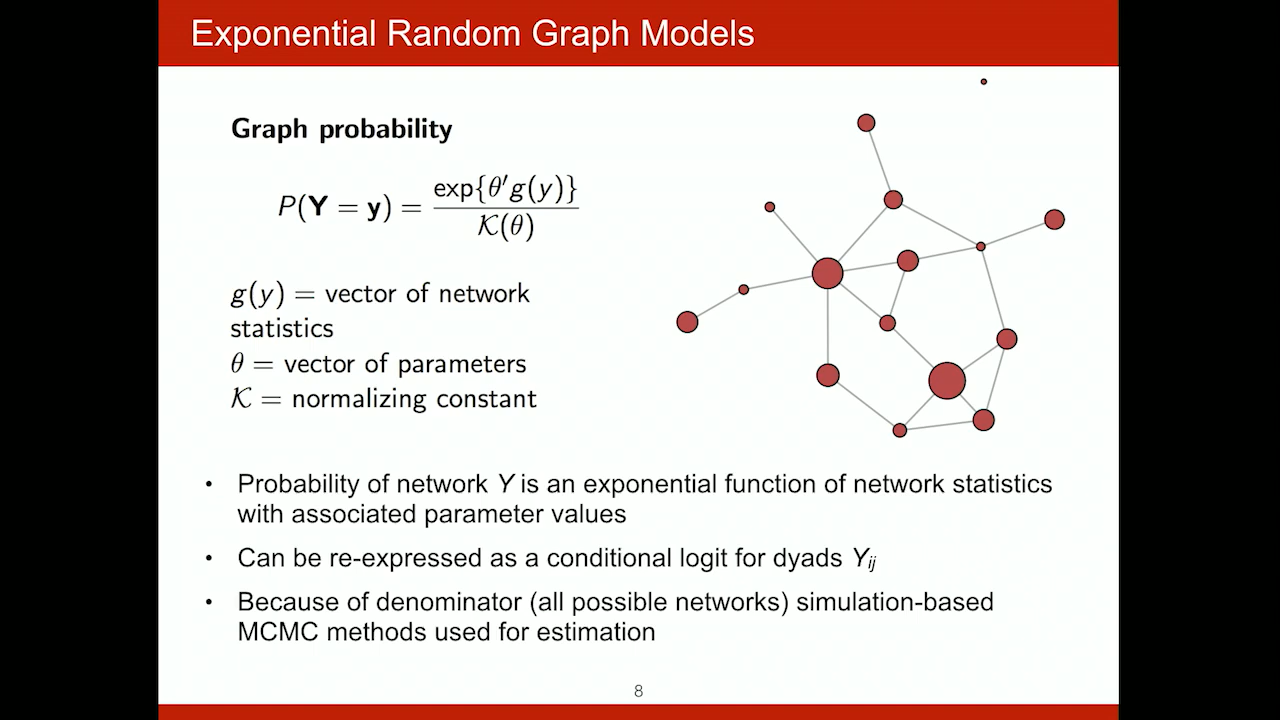 Exponential Random Graph Models
Graph probability
P(Y = y) = exp{θ′g(y)} / 𝒦(θ)
g(y) = vector of network
statistics
θ = vector of parameters
𝒦 = normalizing constant
• Probability of network Y is an exponential function of network statistics
with associated parameter values
• Can be re-expressed as a conditional logit for dyads Yij
• Because of denominator (all possible networks) simulation-based
MCMC methods used for estimation
8